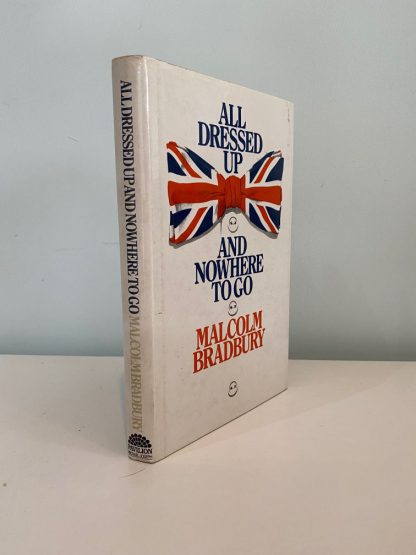 ALL DRESSED UP AND NOWHERE TO GO MALCOLM BRADBURY
PAVILION
ALL
DRESSED
UP
AND
NOWHERE
TO GO
MALCOLM
BRADBURY